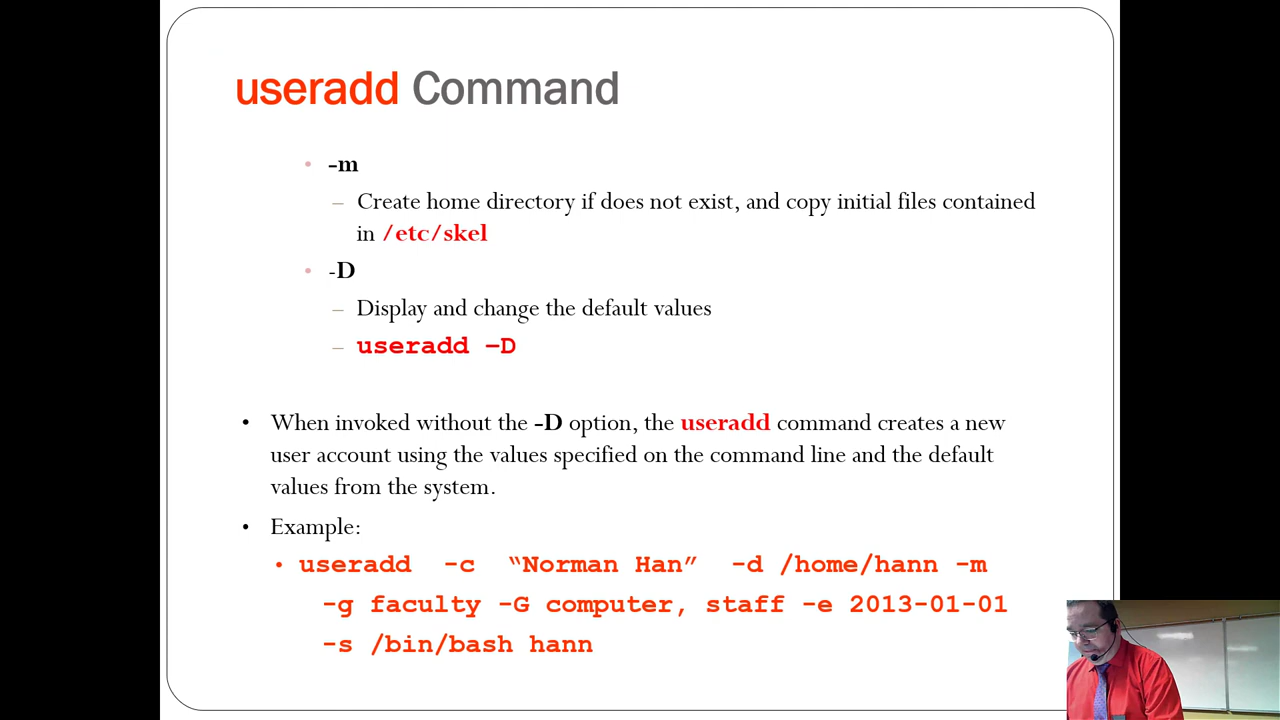 useradd Command
• -m
– Create home directory if does not exist, and copy initial files contained
in /etc/skel
• -D
– Display and change the default values
– useradd –D
• When invoked without the -D option, the useradd command creates a new
user account using the values specified on the command line and the default
values from the system.
• Example:
• useradd -c “Norman Han” -d /home/hann –m
-g faculty -G computer, staff -e 2013-01-01
-s /bin/bash hann